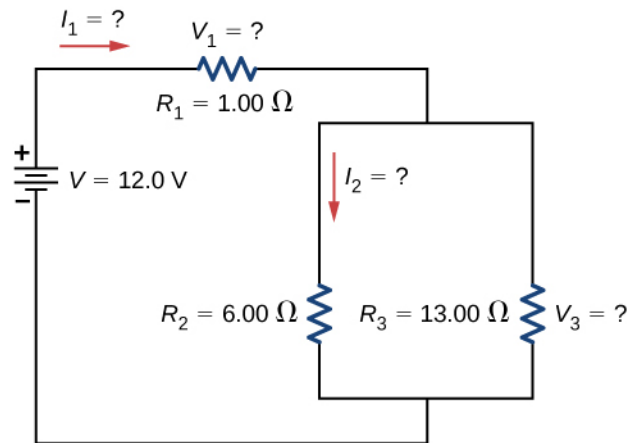 I₁ = ?
V₁ = ?
R₁ = 1.00 Ω
+
V = 12.0 V
−
I₂ = ?
R₂ = 6.00 Ω
R₃ = 13.00 Ω
V₃ = ?